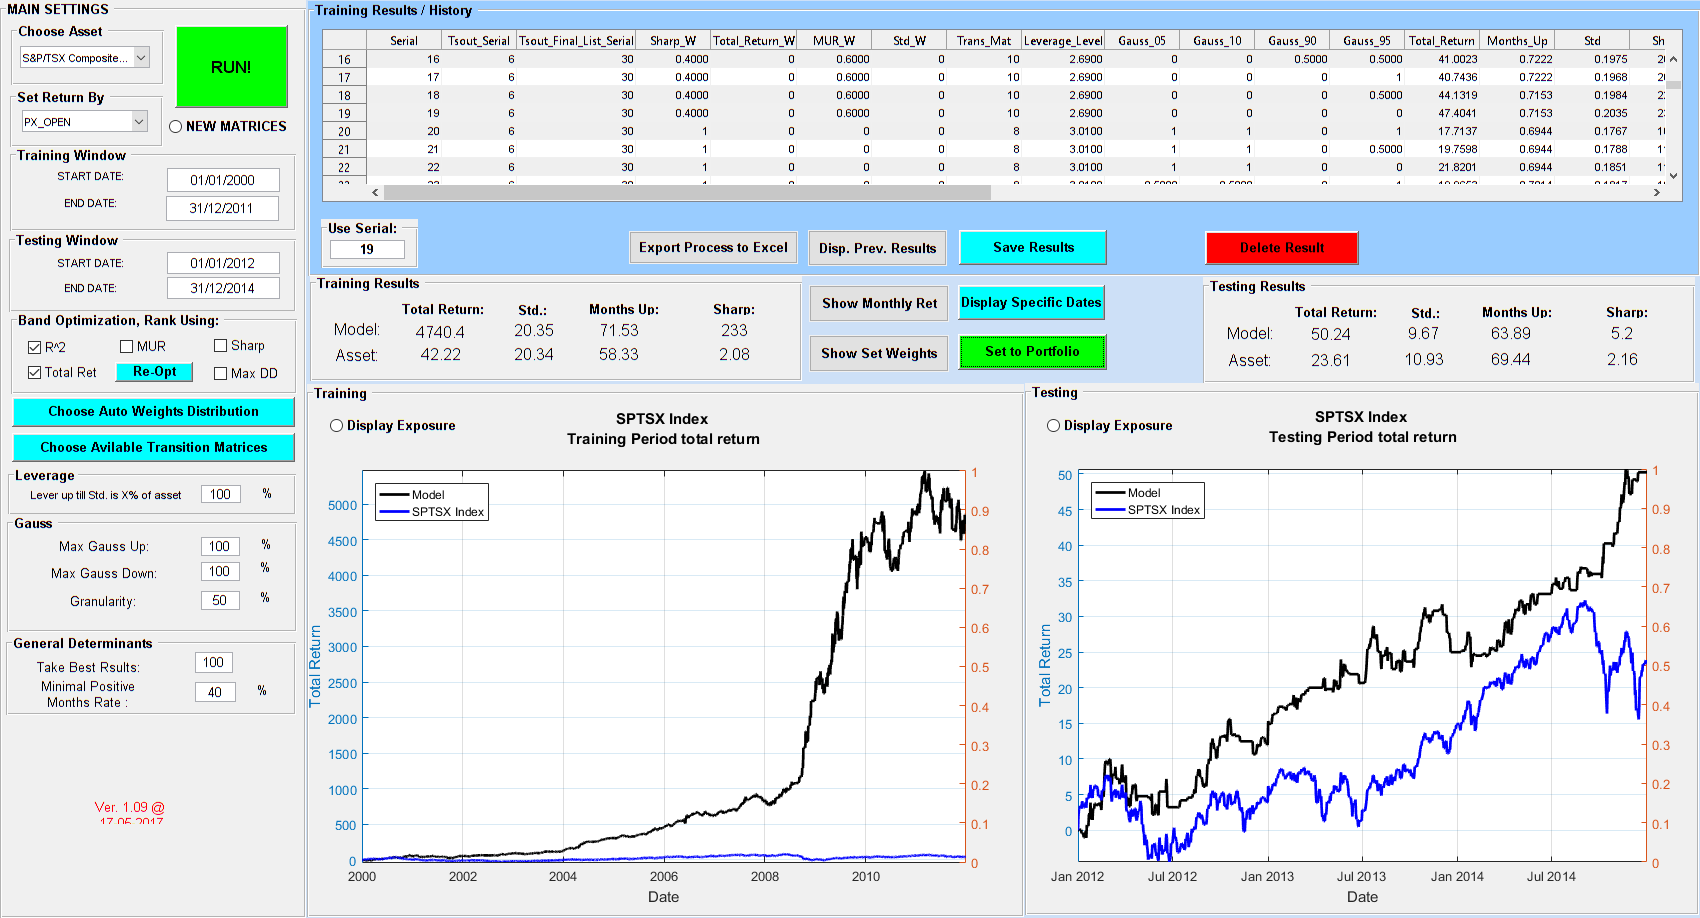 MAIN SETTINGS
Choose Asset
S&P/TSX Composite...
RUN!
Set Return By
PX_OPEN
NEW MATRICES
Training Window
START DATE: 01/01/2000
END DATE: 31/12/2011
Testing Window
START DATE: 01/01/2012
END DATE: 31/12/2014
Band Optimization, Rank Using:
R^2 MUR Sharp
Total Ret Re-Opt Max DD
Choose Auto Weights Distribution
Choose Avilable Transition Matrices
Leverage
Lever up till Std. is X% of asset 100 %
Gauss
Max Gauss Up: 100 %
Max Gauss Down: 100 %
Granularity: 50 %
General Determinants
Take Best Rsults: 100
Minimal Positive
Months Rate : 40 %
Ver. 1.09 @
17.05.2017
Training Results / History
Serial Tsout_Serial Tsout_Final_List_Serial Sharp_W Total_Return_W MUR_W Std_W Trans_Mat Leverage_Level Gauss_05 Gauss_10 Gauss_90 Gauss_95 Total_Return Months_Up Std Sh
16 16 6 30 0.4000 0 0.6000 0 10 2.6900 0 0 0.5000 0.5000 41.0023 0.7222 0.1975
17 17 6 30 0.4000 0 0.6000 0 10 2.6900 0 0 0 1 40.7436 0.7222 0.1968
18 18 6 30 0.4000 0 0.6000 0 10 2.6900 0 0 0 0.5000 44.1319 0.7153 0.1984
19 19 6 30 0.4000 0 0.6000 0 10 2.6900 0 0 0 0 47.4041 0.7153 0.2035
20 20 6 30 1 0 0 0 8 3.0100 1 1 0 1 17.7137 0.6944 0.1767
21 21 6 30 1 0 0 0 8 3.0100 1 1 0 0.5000 19.7598 0.6944 0.1788
22 22 6 30 1 0 0 0 8 3.0100 1 1 0 0 21.8201 0.6944 0.1851
Use Serial:
19
Export Process to Excel Disp. Prev. Results Save Results Delete Result
Training Results
Total Return: Std.: Months Up: Sharp:
Model: 4740.4 20.35 71.53 233
Asset: 42.22 20.34 58.33 2.08
Show Monthly Ret Display Specific Dates
Show Set Weights Set to Portfolio
Testing Results
Total Return: Std.: Months Up: Sharp:
Model: 50.24 9.67 63.89 5.2
Asset: 23.61 10.93 69.44 2.16
Training
Display Exposure
SPTSX Index
Training Period total return
Model
SPTSX Index
Total Return
5000
4500
4000
3500
3000
2500
2000
1500
1000
500
0
1
0.9
0.8
0.7
0.6
0.5
0.4
0.3
0.2
0.1
0
2000 2002 2004 2006 2008 2010
Date
Testing
Display Exposure
SPTSX Index
Testing Period total return
Model
SPTSX Index
Total Return
50
45
40
35
30
25
20
15
10
5
0
1
0.9
0.8
0.7
0.6
0.5
0.4
0.3
0.2
0.1
0
Jan 2012 Jul 2012 Jan 2013 Jul 2013 Jan 2014 Jul 2014
Date